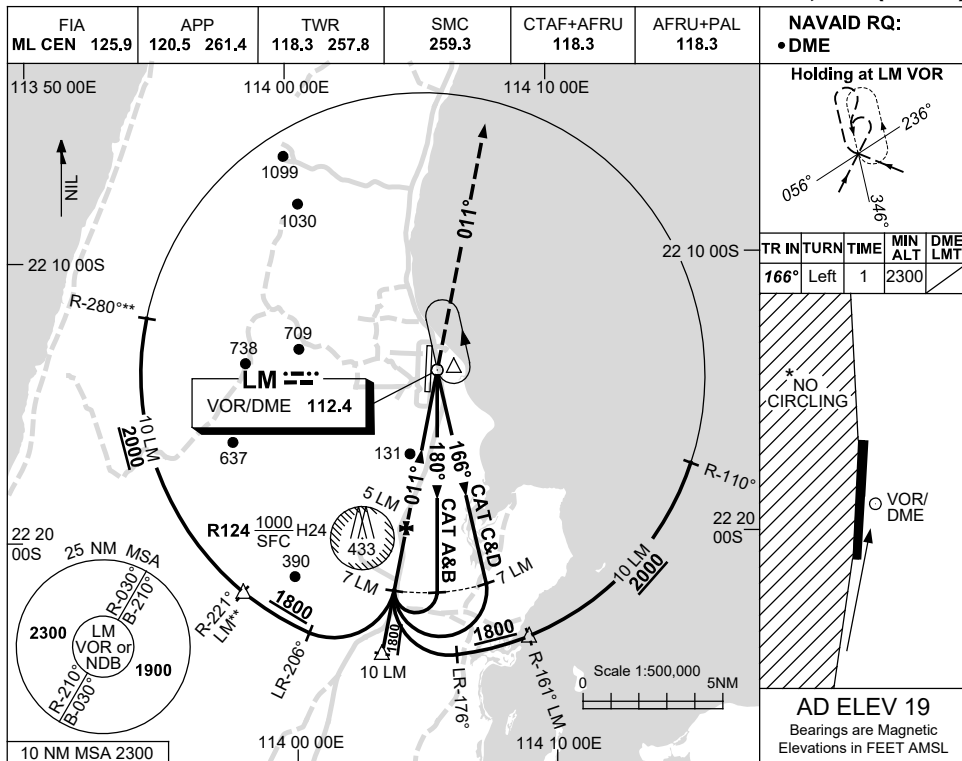 FIA
ML CEN 125.9
APP
120.5 261.4
TWR
118.3 257.8
SMC
259.3
CTAF+AFRU
118.3
AFRU+PAL
118.3
NAVAID RQ:
•DME
113 50 00E
114 00 00E
114 10 00E
Holding at LM VOR
236°
056°
346°
TR IN TURN TIME MIN ALT DME LMT
166° Left 1 2300
NIL
1099
1030
011°
22 10 00S
22 10 00S
R-280°**
709
738
LM
VOR/DME 112.4
637
131
10 LM
2000
011°
180°
CAT A&B
166° CAT C&D
R-110°
*NO
CIRCLING
VOR/
DME
5 LM
R124 1000 SFC H24
433
22 20
00S
22 20
00S
390
7 LM
7 LM
10 LM
2000
25 NM MSA
R-030°
B-210°
2300
LM
VOR or
NDB
1900
R-210°
B-030°
R-221°
LM**
1800
LR-206°
1800
10 LM
1800
LR-176°
R-161° LM
Scale 1:500,000
0 5NM
10 NM MSA 2300
114 00 00E
114 10 00E
AD ELEV 19
Bearings are Magnetic
Elevations in FEET AMSL